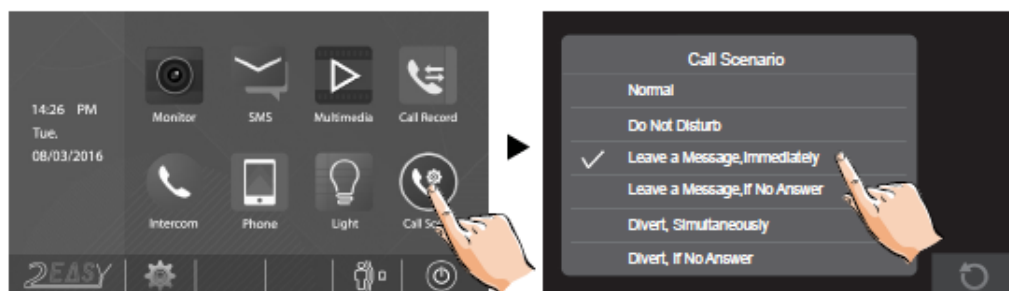 14:26 PM
Tue.
08/03/2016
Monitor
SMS
Multimedia
Call Record
Intercom
Phone
Light
Call
2EASY
Call Scenario
Normal
Do Not Disturb
Leave a Message,Immediately
Leave a Message,If No Answer
Divert, Simultaneously
Divert, If No Answer